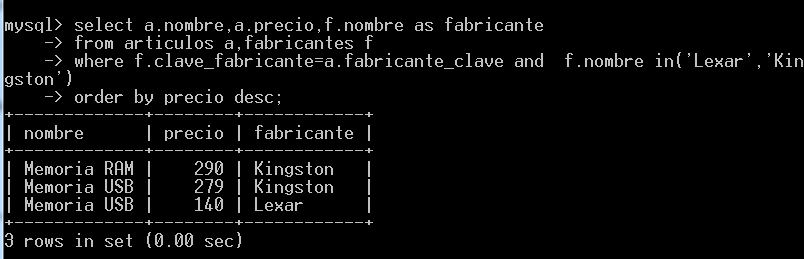 mysql> select a.nombre,a.precio,f.nombre as fabricante
    -> from articulos a,fabricantes f
    -> where f.clave_fabricante=a.fabricante_clave and  f.nombre in('Lexar','Kin
gston')
    -> order by precio desc;
+-------------+--------+------------+
| nombre      | precio | fabricante |
+-------------+--------+------------+
| Memoria RAM |    290 | Kingston   |
| Memoria USB |    279 | Kingston   |
| Memoria USB |    140 | Lexar      |
+-------------+--------+------------+
3 rows in set (0.00 sec)